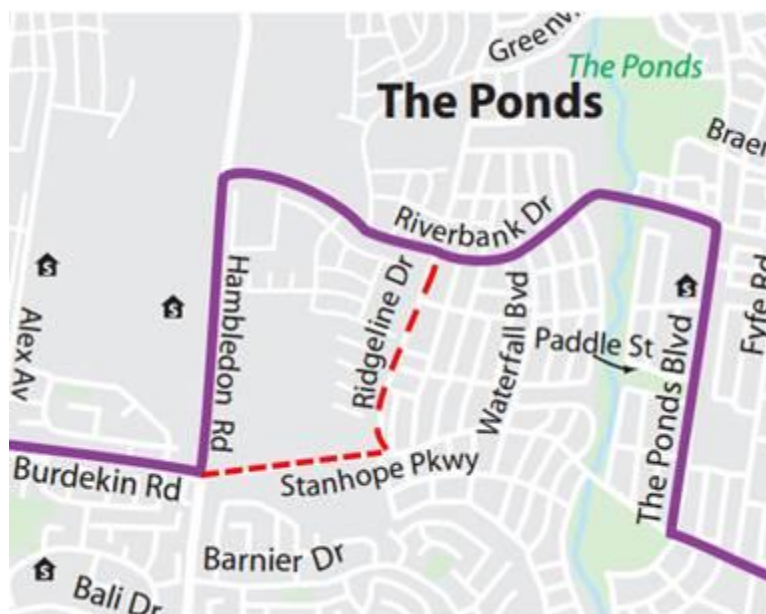 Greenv
The Ponds
The Ponds
Braer
Riverbank Dr
Hambledon Rd
Ridgeline Dr
Waterfall Bvd
Fyfe Rd
Alex Av
Paddle St
The Ponds Blvd
Burdekin Rd
Stanhope Pkwy
Barnier Dr
Bali Dr
S
S
S
S